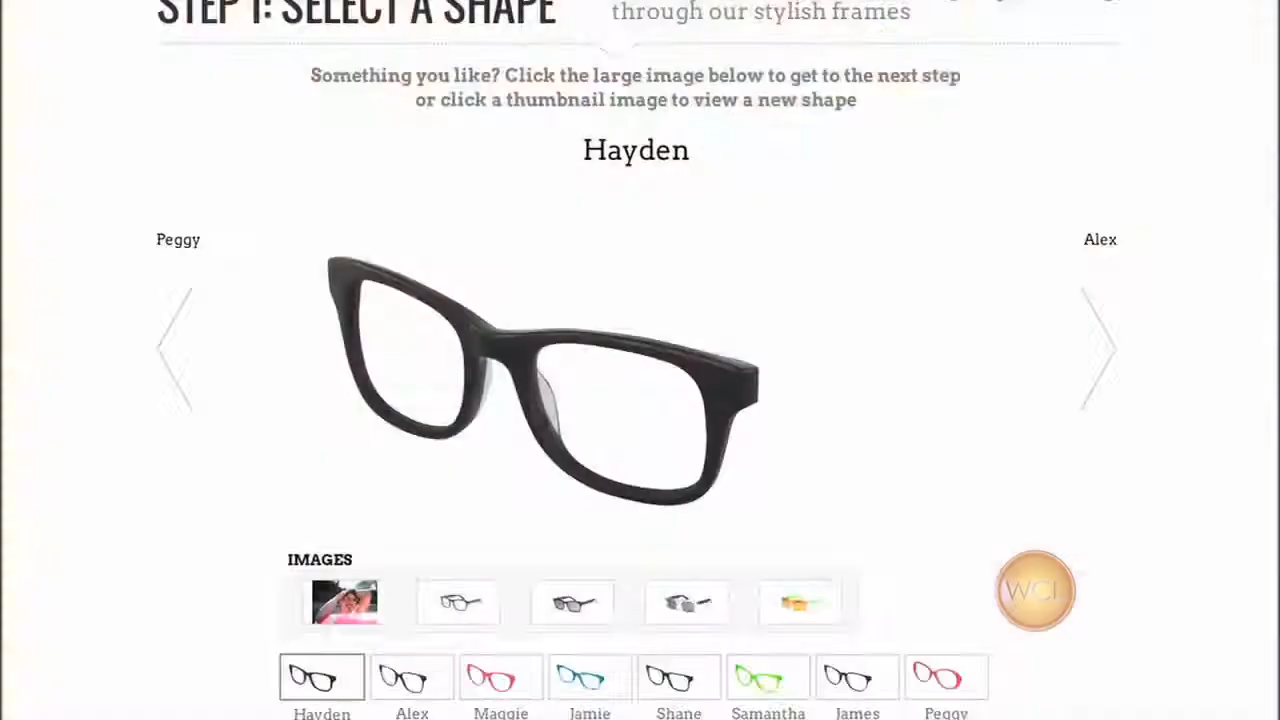 STEP 1: SELECT A SHAPE
through our stylish frames
Something you like? Click the large image below to get to the next step
or click a thumbnail image to view a new shape
Hayden
Peggy
Alex
IMAGES
WCI
Hayden Alex Maggie Jamie Shane Samantha James Peggy